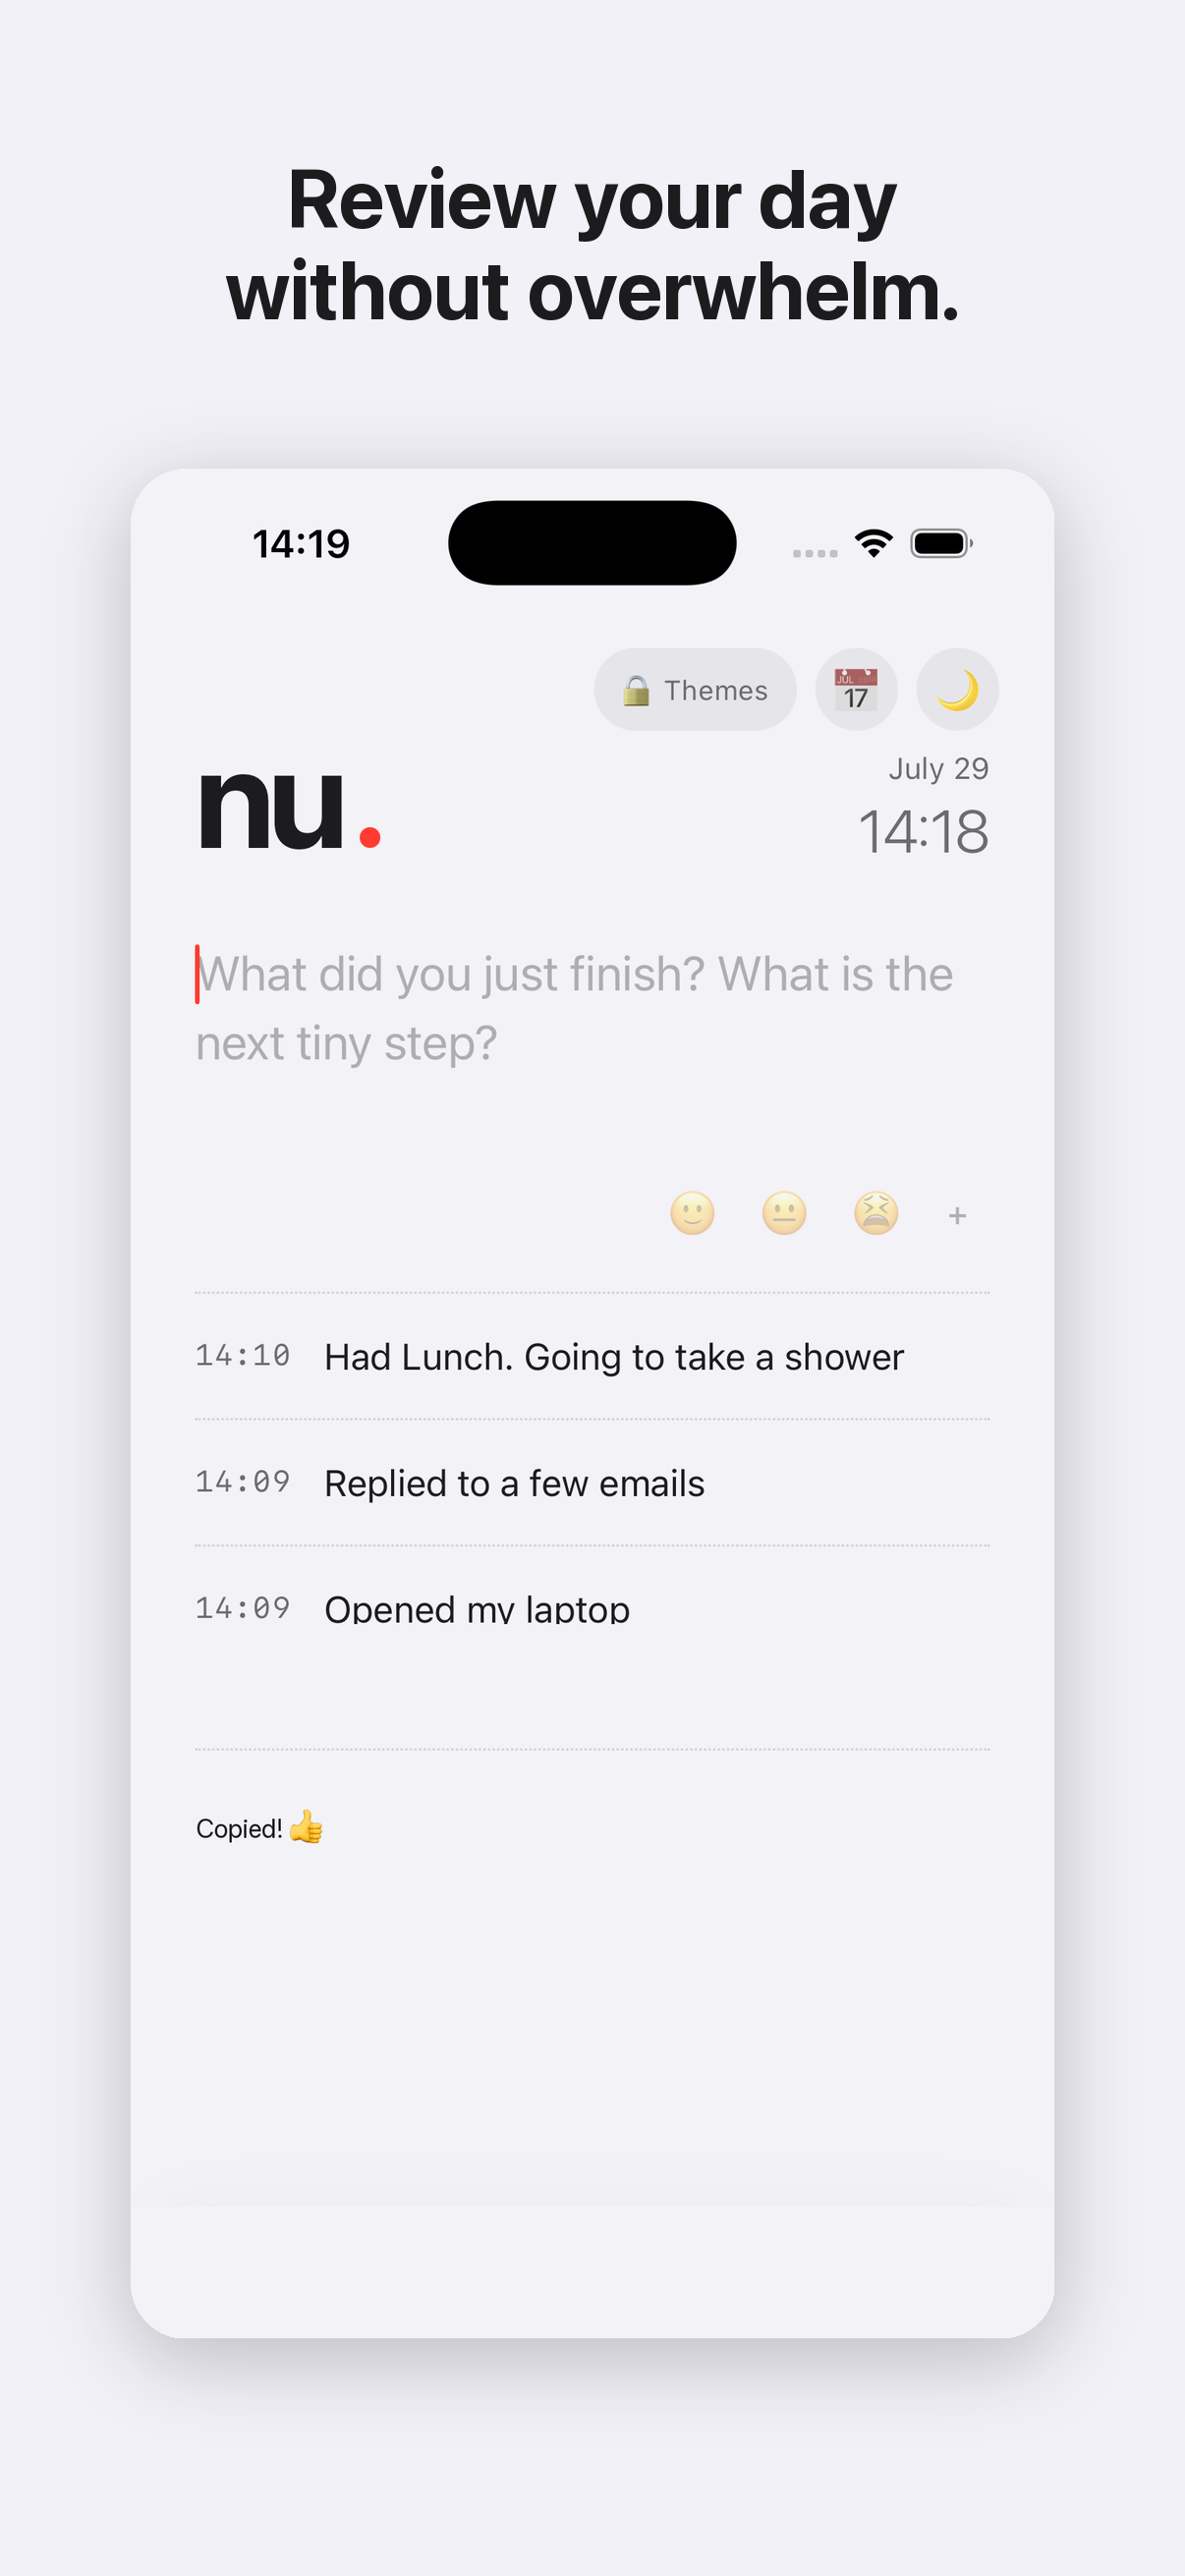 Review your day
without overwhelm.
14:19
🔒 Themes
JUL
17
July 29
nu.
14:18
What did you just finish? What is the
next tiny step?
+
14:10 Had Lunch. Going to take a shower
14:09 Replied to a few emails
14:09 Opened my laptop
Copied! 👍